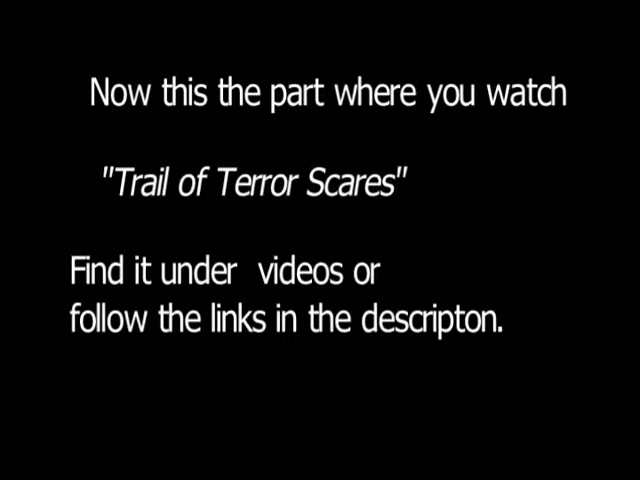 Now this the part where you watch
"Trail of Terror Scares"
Find it under videos or
follow the links in the descripton.